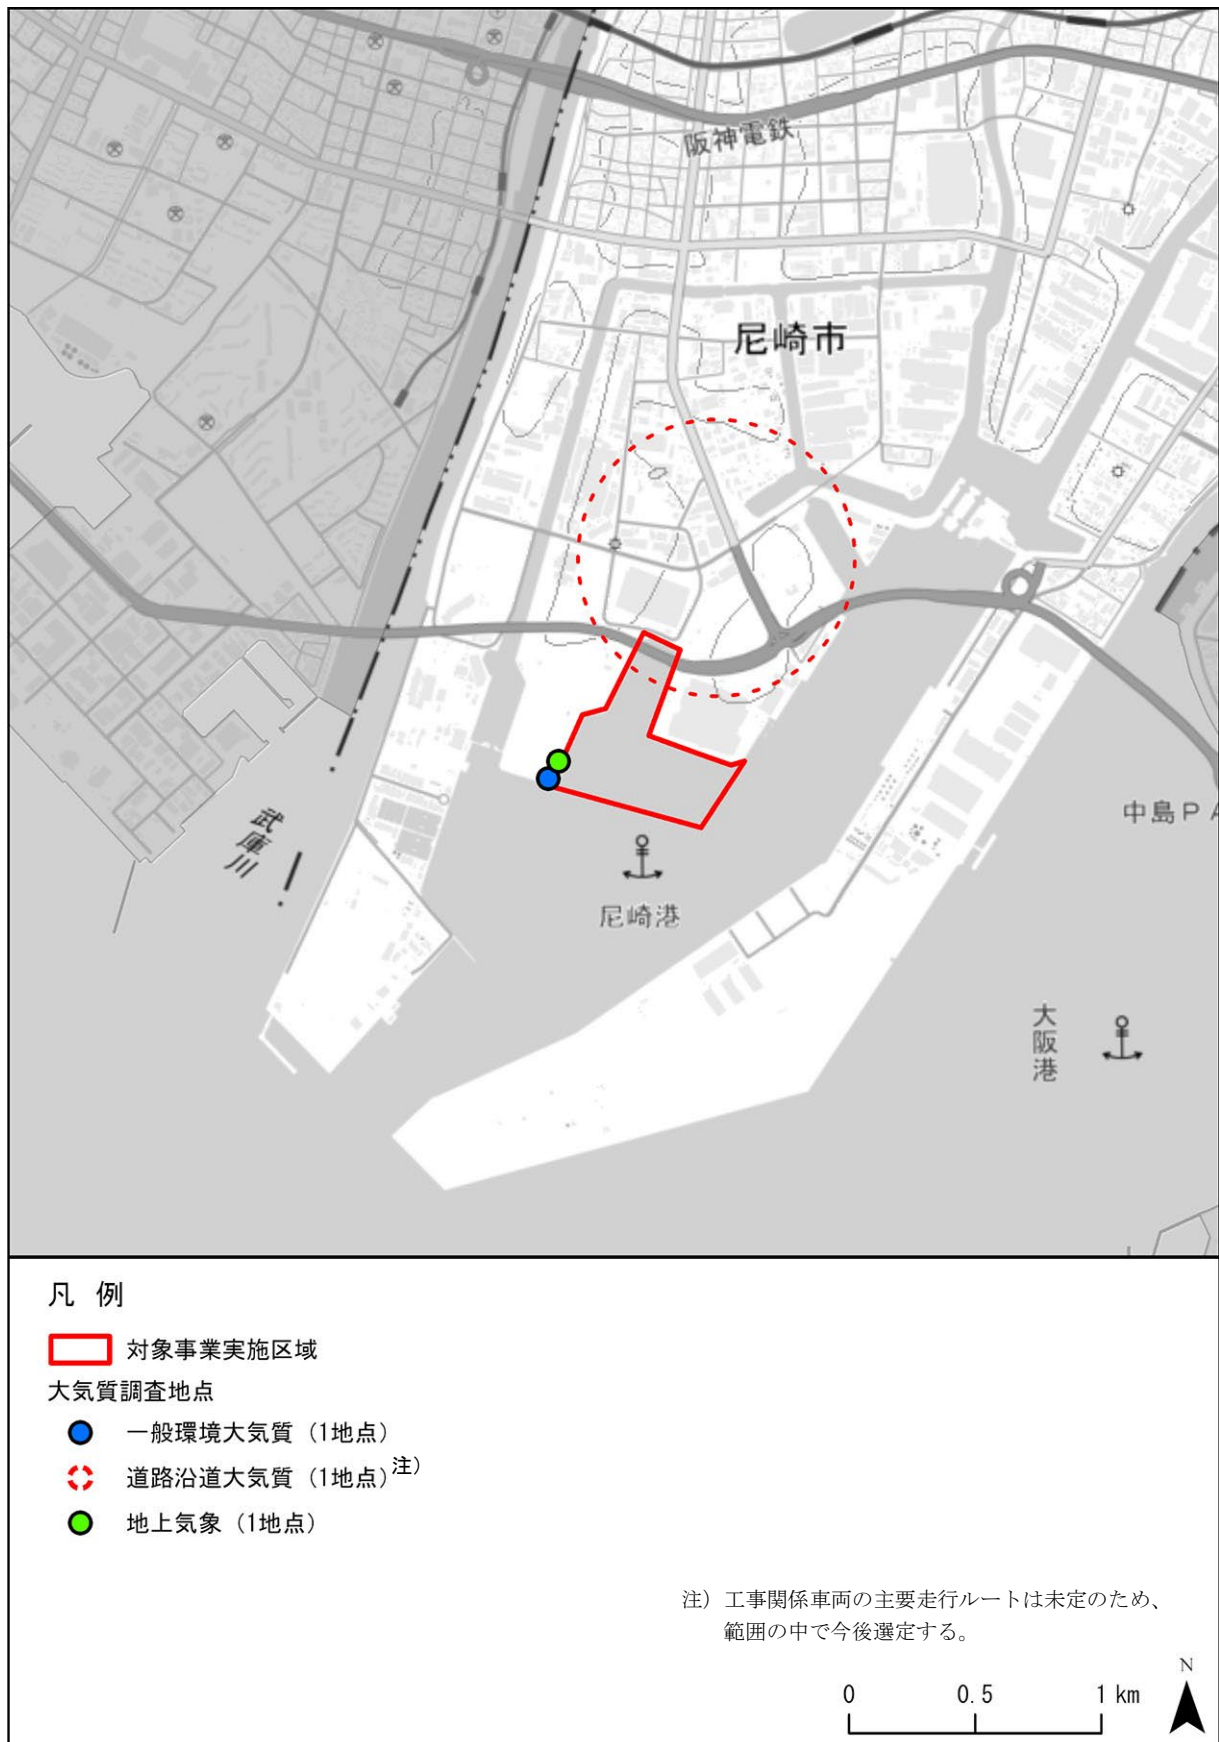 阪神電鉄
尼崎市
中島PA
武庫川
尼崎港
大阪港
凡 例
対象事業実施区域
大気質調査地点
一般環境大気質（1地点）
道路沿道大気質（1地点）注）
地上気象（1地点）
注）工事関係車両の主要走行ルートは未定のため、
範囲の中で今後選定する。
N
0 0.5 1 km